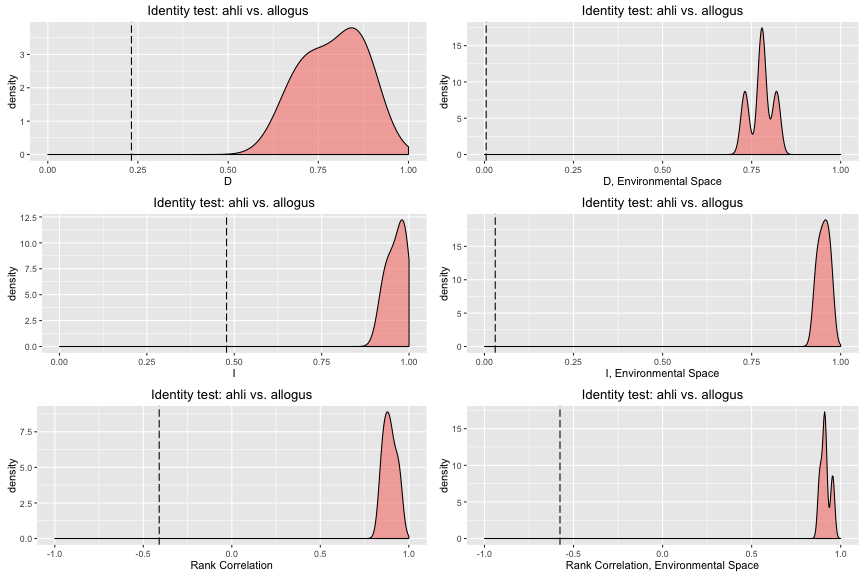 Identity test: ahli vs. allogus
density
3
2
1
0
0.00 0.25 0.50 0.75 1.00
D
Identity test: ahli vs. allogus
density
15
10
5
0
0.00 0.25 0.50 0.75 1.00
D, Environmental Space
Identity test: ahli vs. allogus
density
12.5
10.0
7.5
5.0
2.5
0.0
0.00 0.25 0.50 0.75 1.00
I
Identity test: ahli vs. allogus
density
15
10
5
0
0.00 0.25 0.50 0.75 1.00
I, Environmental Space
Identity test: ahli vs. allogus
density
7.5
5.0
2.5
0.0
-1.0 -0.5 0.0 0.5 1.0
Rank Correlation
Identity test: ahli vs. allogus
density
15
10
5
0
-1.0 -0.5 0.0 0.5 1.0
Rank Correlation, Environmental Space